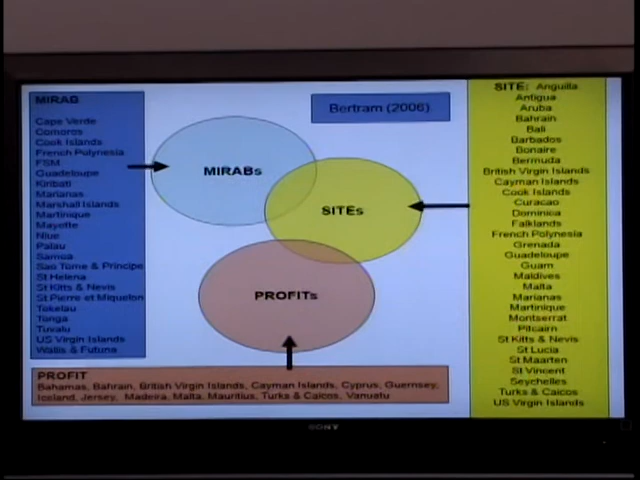 MIRAB
Cape Verde
Comoros
Cook Islands
French Polynesia
FSM
Guadeloupe
Kiribati
Marianas
Marshall Islands
Martinique
Mayotte
Niue
Palau
Samoa
Sao Tome & Principe
St Helena
St Kitts & Nevis
St Pierre et Miquelon
Tokelau
Tonga
Tuvalu
US Virgin Islands
Wallis & Futuna
Bertram (2006)
MIRABs
SITEs
PROFITs
SITE: Anguilla
Antigua
Aruba
Bahrain
Bali
Barbados
Bonaire
Bermuda
British Virgin Islands
Cayman Islands
Cook Islands
Curacao
Dominica
Falklands
French Polynesia
Grenada
Guadeloupe
Guam
Maldives
Malta
Marianas
Martinique
Montserrat
Pitcairn
St Kitts & Nevis
St Lucia
St Maarten
St Vincent
Seychelles
Turks & Caicos
US Virgin Islands
PROFIT
Bahamas, Bahrain, British Virgin Islands, Cayman Islands, Cyprus, Guernsey,
Iceland, Jersey, Madeira, Malta, Mauritius, Turks & Caicos, Vanuatu
SONY